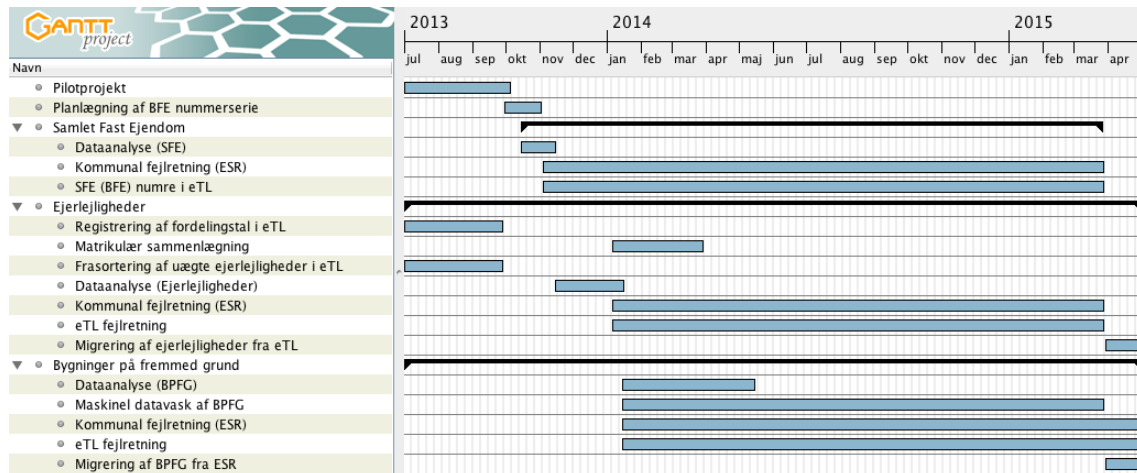 GANTT
project
2013 2014 2015
jul aug sep okt nov dec jan feb mar apr maj jun jul aug sep okt nov dec jan feb mar apr
Navn
Pilotprojekt
Planlægning af BFE nummerserie
Samlet Fast Ejendom
Dataanalyse (SFE)
Kommunal fejlretning (ESR)
SFE (BFE) numre i eTL
Ejerlejligheder
Registrering af fordelingstal i eTL
Matrikulær sammenlægning
Frasortering af uægte ejerlejligheder i eTL
Dataanalyse (Ejerlejligheder)
Kommunal fejlretning (ESR)
eTL fejlretning
Migrering af ejerlejligheder fra eTL
Bygninger på fremmed grund
Dataanalyse (BPFG)
Maskinel datavask af BPFG
Kommunal fejlretning (ESR)
eTL fejlretning
Migrering af BPFG fra ESR